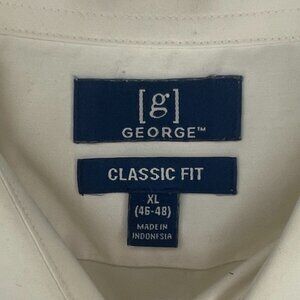 [g]
GEORGE™
CLASSIC FIT
XL
(46-48)
MADE IN
INDONESIA